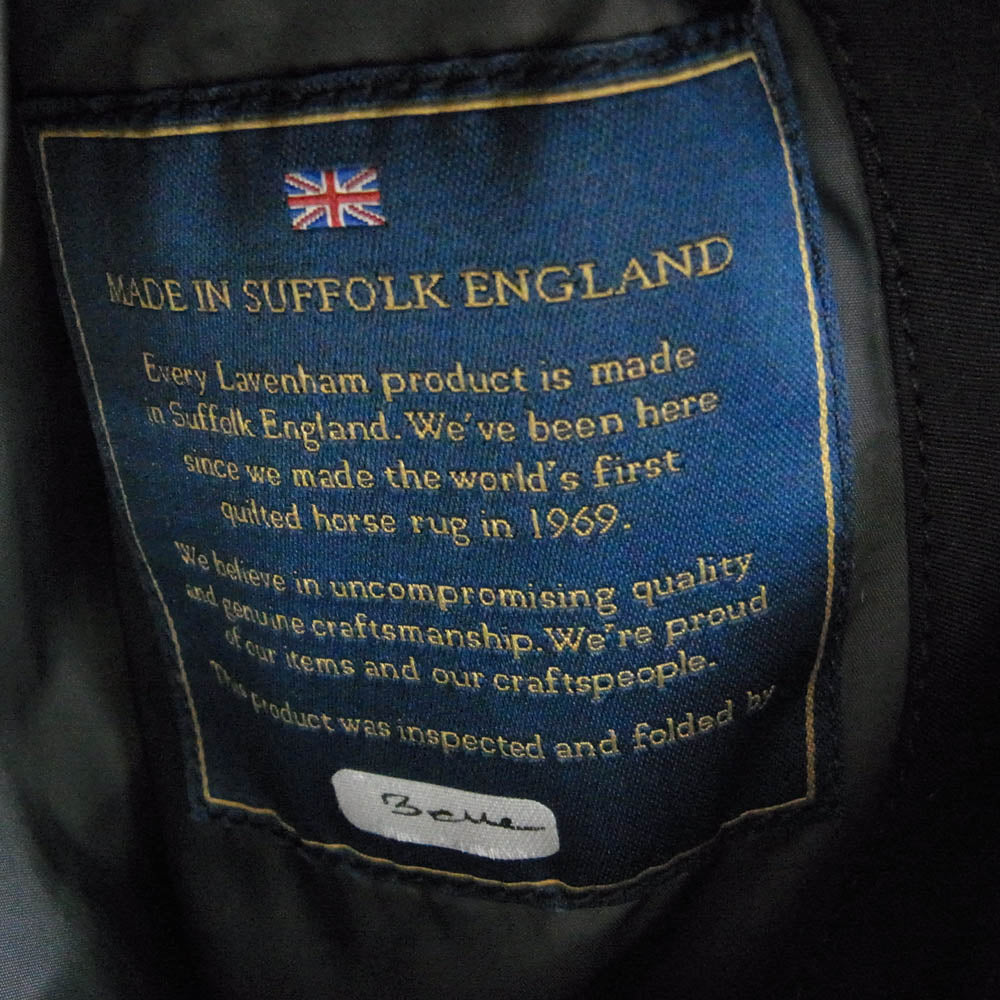 MADE IN SUFFOLK ENGLAND
Every Lavenham product is made
in Suffolk England. We've been here
since we made the world's first
quilted horse rug in 1969.
We believe in uncompromising quality
and genuine craftsmanship. We're proud
of our items and our craftspeople.
This product was inspected and folded by
Belle